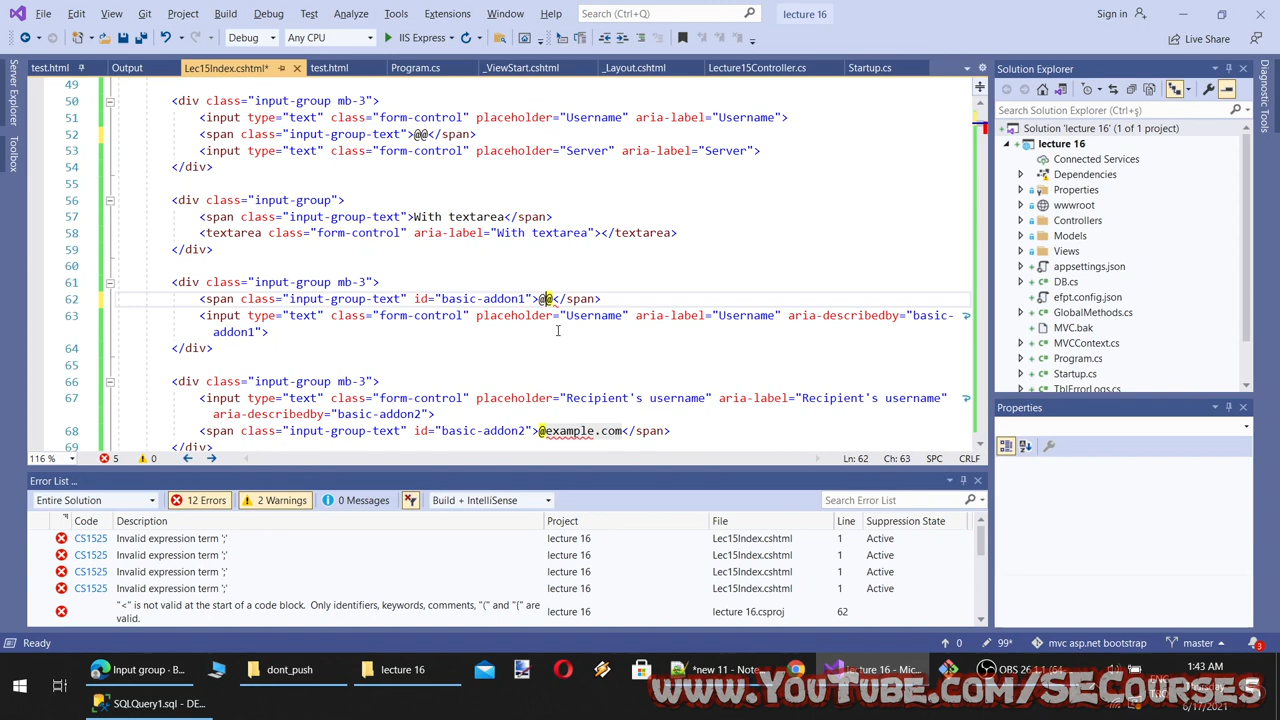 File Edit View Git Project Build Debug Test Analyze Tools Extensions Window Help Search (Ctrl+Q) lecture 16 Sign in
Debug Any CPU IIS Express Live Share
test.html Output Lec15Index.cshtml* test.html Program.cs _ViewStart.cshtml _Layout.cshtml Lecture15Controller.cs Startup.cs
Server Explorer
Toolbox
49
50 <div class="input-group mb-3">
51 <input type="text" class="form-control" placeholder="Username" aria-label="Username">
52 <span class="input-group-text">@@</span>
53 <input type="text" class="form-control" placeholder="Server" aria-label="Server">
54 </div>
55
56 <div class="input-group">
57 <span class="input-group-text">With textarea</span>
58 <textarea class="form-control" aria-label="With textarea"></textarea>
59 </div>
60
61 <div class="input-group mb-3">
62 <span class="input-group-text" id="basic-addon1">@@</span>
63 <input type="text" class="form-control" placeholder="Username" aria-label="Username" aria-describedby="basic-
addon1">
64 </div>
65
66 <div class="input-group mb-3">
67 <input type="text" class="form-control" placeholder="Recipient's username" aria-label="Recipient's username"
aria-describedby="basic-addon2">
68 <span class="input-group-text" id="basic-addon2">@example.com</span>
69 </div>
116 % 5 0 Ln: 62 Ch: 63 SPC CRLF
Solution Explorer
Search Solution Explorer (Ctrl+ş)
Solution 'lecture 16' (1 of 1 project)
lecture 16
Connected Services
Dependencies
Properties
wwwroot
Controllers
Models
Views
appsettings.json
DB.cs
efpt.config.json
GlobalMethods.cs
MVC.bak
MVCContext.cs
Program.cs
Startup.cs
TblErrorLogs.cs
Diagnostic Tools
Properties
Error List ...
Entire Solution 12 Errors 2 Warnings 0 Messages Build + IntelliSense Search Error List
Code Description Project File Line Suppression State
CS1525 Invalid expression term ';' lecture 16 Lec15Index.cshtml 1 Active
CS1525 Invalid expression term ';' lecture 16 Lec15Index.cshtml 1 Active
CS1525 Invalid expression term ';' lecture 16 Lec15Index.cshtml 1 Active
CS1525 Invalid expression term ';' lecture 16 Lec15Index.cshtml 1 Active
"<" is not valid at the start of a code block. Only identifiers, keywords, comments, "(" and "{" are
valid. lecture 16 lecture 16.csproj 62
Ready 0 99* mvc asp.net bootstrap master 3
Input group - B... dont_push lecture 16 *new 11 - Note... lecture 16 - Mic... OBS 26.1.1 (64... ENG 1:43 AM
SQLQuery1.sql - DE... 6/17/2021
www.YouTube.com/SECourses